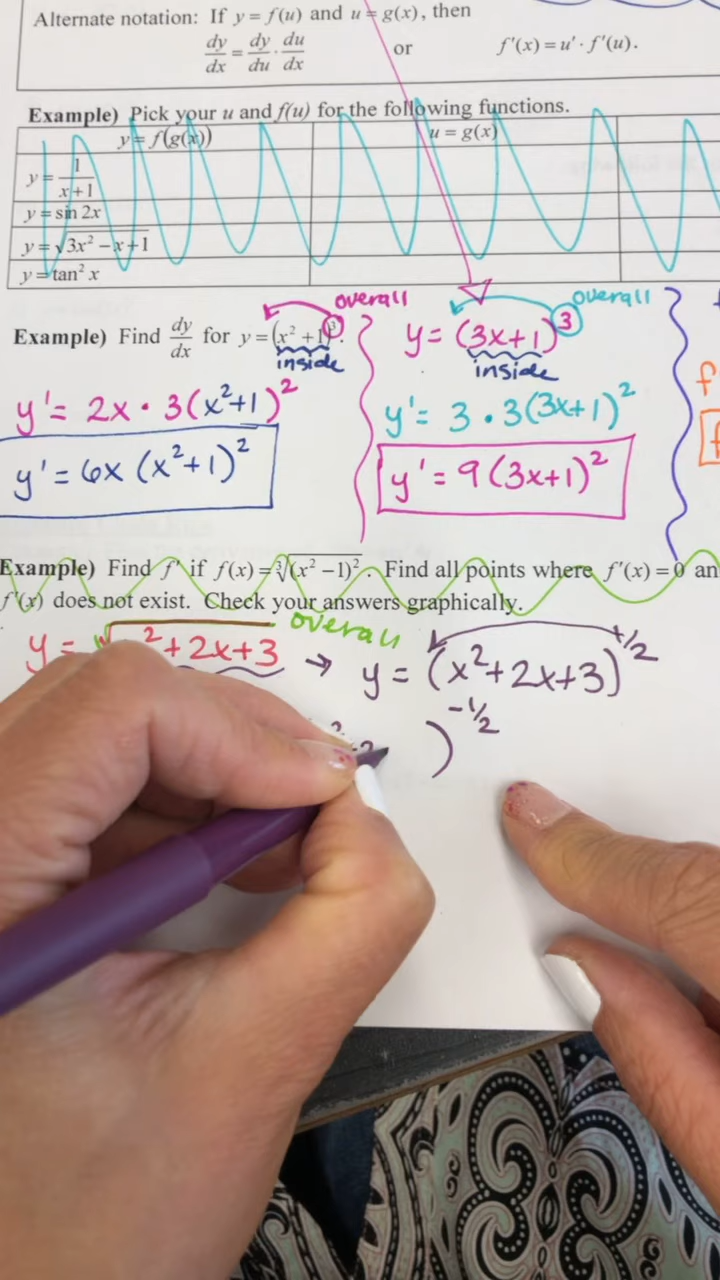 Alternate notation: If y = f(u) and u = g(x), then
dy/dx = dy/du · du/dx or f'(x) = u' · f'(u).
Example) Pick your u and f(u) for the following functions.
y = f(g(x)) u = g(x)
y = 1/(x+1)
y = sin 2x
y = √(3x² − x + 1)
y = tan² x
overall overall
Example) Find dy/dx for y = (x² + 1)³. y = (3x+1)³
inside inside
y' = 2x · 3(x²+1)² y' = 3 · 3(3x+1)²
y' = 6x (x²+1)² y' = 9(3x+1)²
Example) Find f' if f(x) = ∛(x² − 1)². Find all points where f'(x) = 0 an
f'(x) does not exist. Check your answers graphically.
overall
y = √ ²+2x+3 → y = (x²+2x+3)^+1/2
)^-1/2